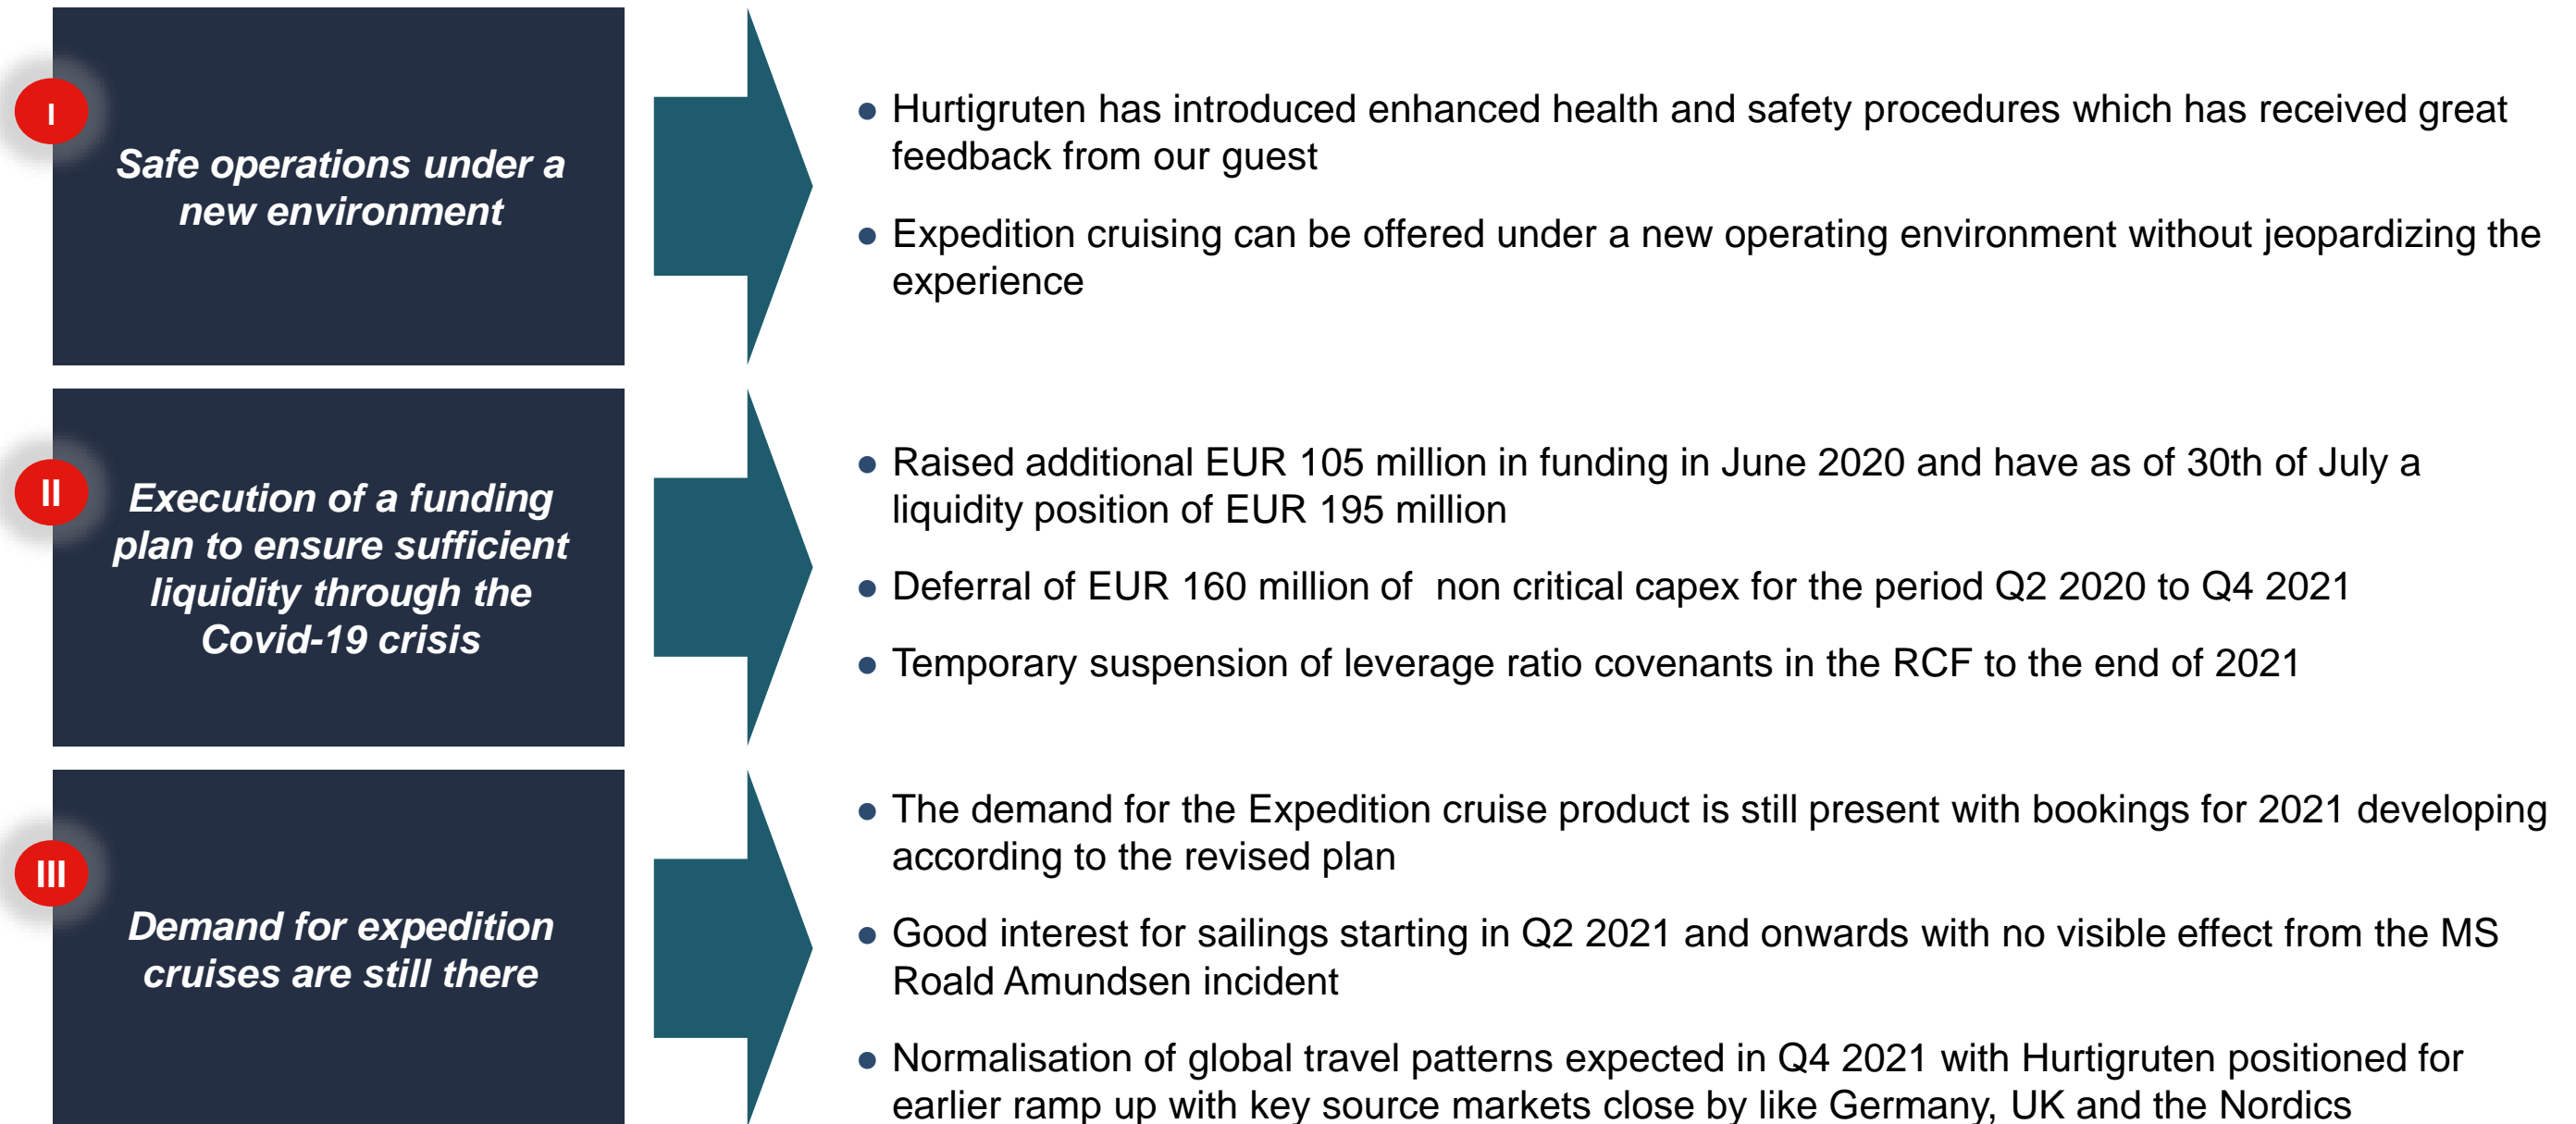 I
Safe operations under a
new environment
● Hurtigruten has introduced enhanced health and safety procedures which has received great
feedback from our guest
● Expedition cruising can be offered under a new operating environment without jeopardizing the
experience
II
Execution of a funding
plan to ensure sufficient
liquidity through the
Covid-19 crisis
● Raised additional EUR 105 million in funding in June 2020 and have as of 30th of July a
liquidity position of EUR 195 million
● Deferral of EUR 160 million of  non critical capex for the period Q2 2020 to Q4 2021
● Temporary suspension of leverage ratio covenants in the RCF to the end of 2021
III
Demand for expedition
cruises are still there
● The demand for the Expedition cruise product is still present with bookings for 2021 developing
according to the revised plan
● Good interest for sailings starting in Q2 2021 and onwards with no visible effect from the MS
Roald Amundsen incident
● Normalisation of global travel patterns expected in Q4 2021 with Hurtigruten positioned for
earlier ramp up with key source markets close by like Germany, UK and the Nordics